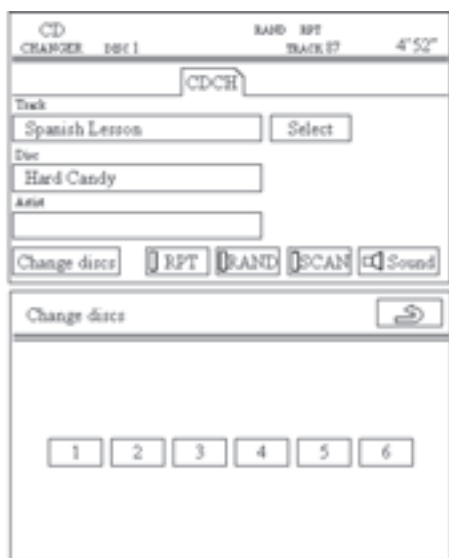 CD RAND RPT
CHANGER DISC 1 TRACK 87 4'52"
CDCH
Track
Spanish Lesson Select
Disc
Hard Candy
Artist
Change discs RPT RAND SCAN Sound
Change discs
1 2 3 4 5 6